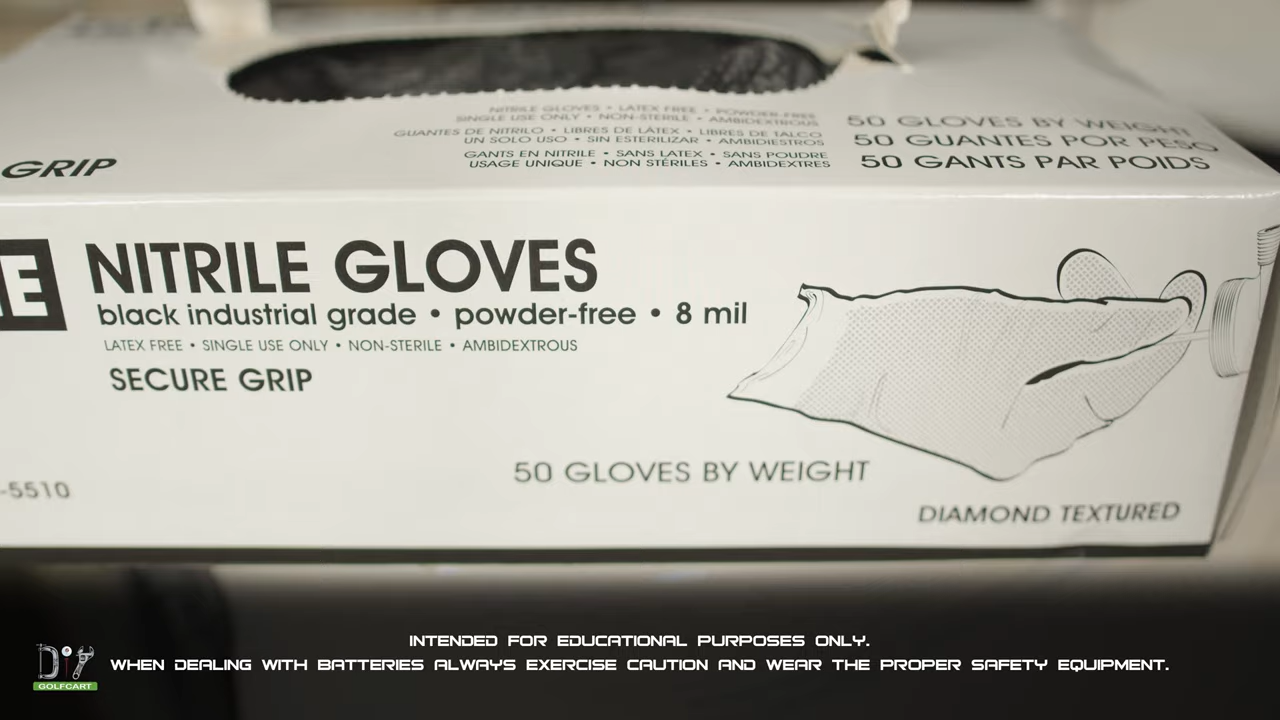 NITRILE GLOVES • LATEX FREE • POWDER-FREE
SINGLE USE ONLY • NON-STERILE • AMBIDEXTROUS
GUANTES DE NITRILO • LIBRES DE LÁTEX • LIBRES DE TALCO
UN SOLO USO • SIN ESTERILIZAR • AMBIDIESTROS
GANTS EN NITRILE • SANS LATEX • SANS POUDRE
USAGE UNIQUE • NON STÉRILES • AMBIDEXTRES
50 GLOVES BY WEIGHT
50 GUANTES POR PESO
50 GANTS PAR POIDS
GRIP
E
NITRILE GLOVES
black industrial grade • powder-free • 8 mil
LATEX FREE • SINGLE USE ONLY • NON-STERILE • AMBIDEXTROUS
SECURE GRIP
50 GLOVES BY WEIGHT
-5510
DIAMOND TEXTURED
INTENDED FOR EDUCATIONAL PURPOSES ONLY.
WHEN DEALING WITH BATTERIES ALWAYS EXERCISE CAUTION AND WEAR THE PROPER SAFETY EQUIPMENT.
DIY
GOLFCART